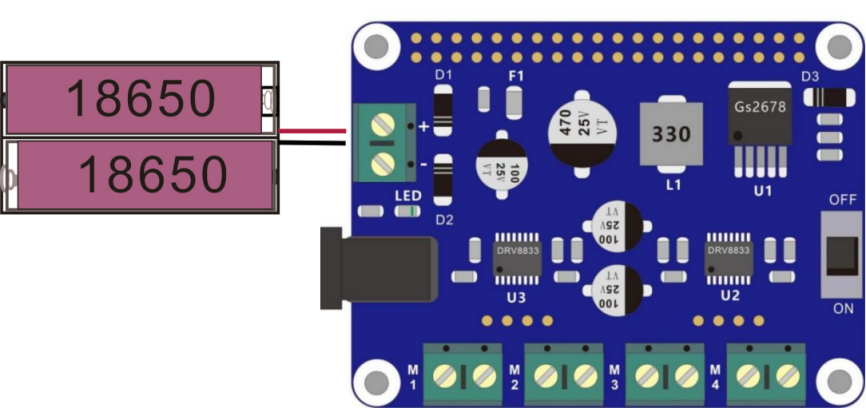 18650
18650
D1
F1
D3
+
-
470
25V
VT
330
Gs2678
100
25V
VT
L1
U1
LED
D2
OFF
100
25V
VT
DRV8833
DRV8833
100
25V
VT
U3
U2
ON
M
1
M
2
M
3
M
4